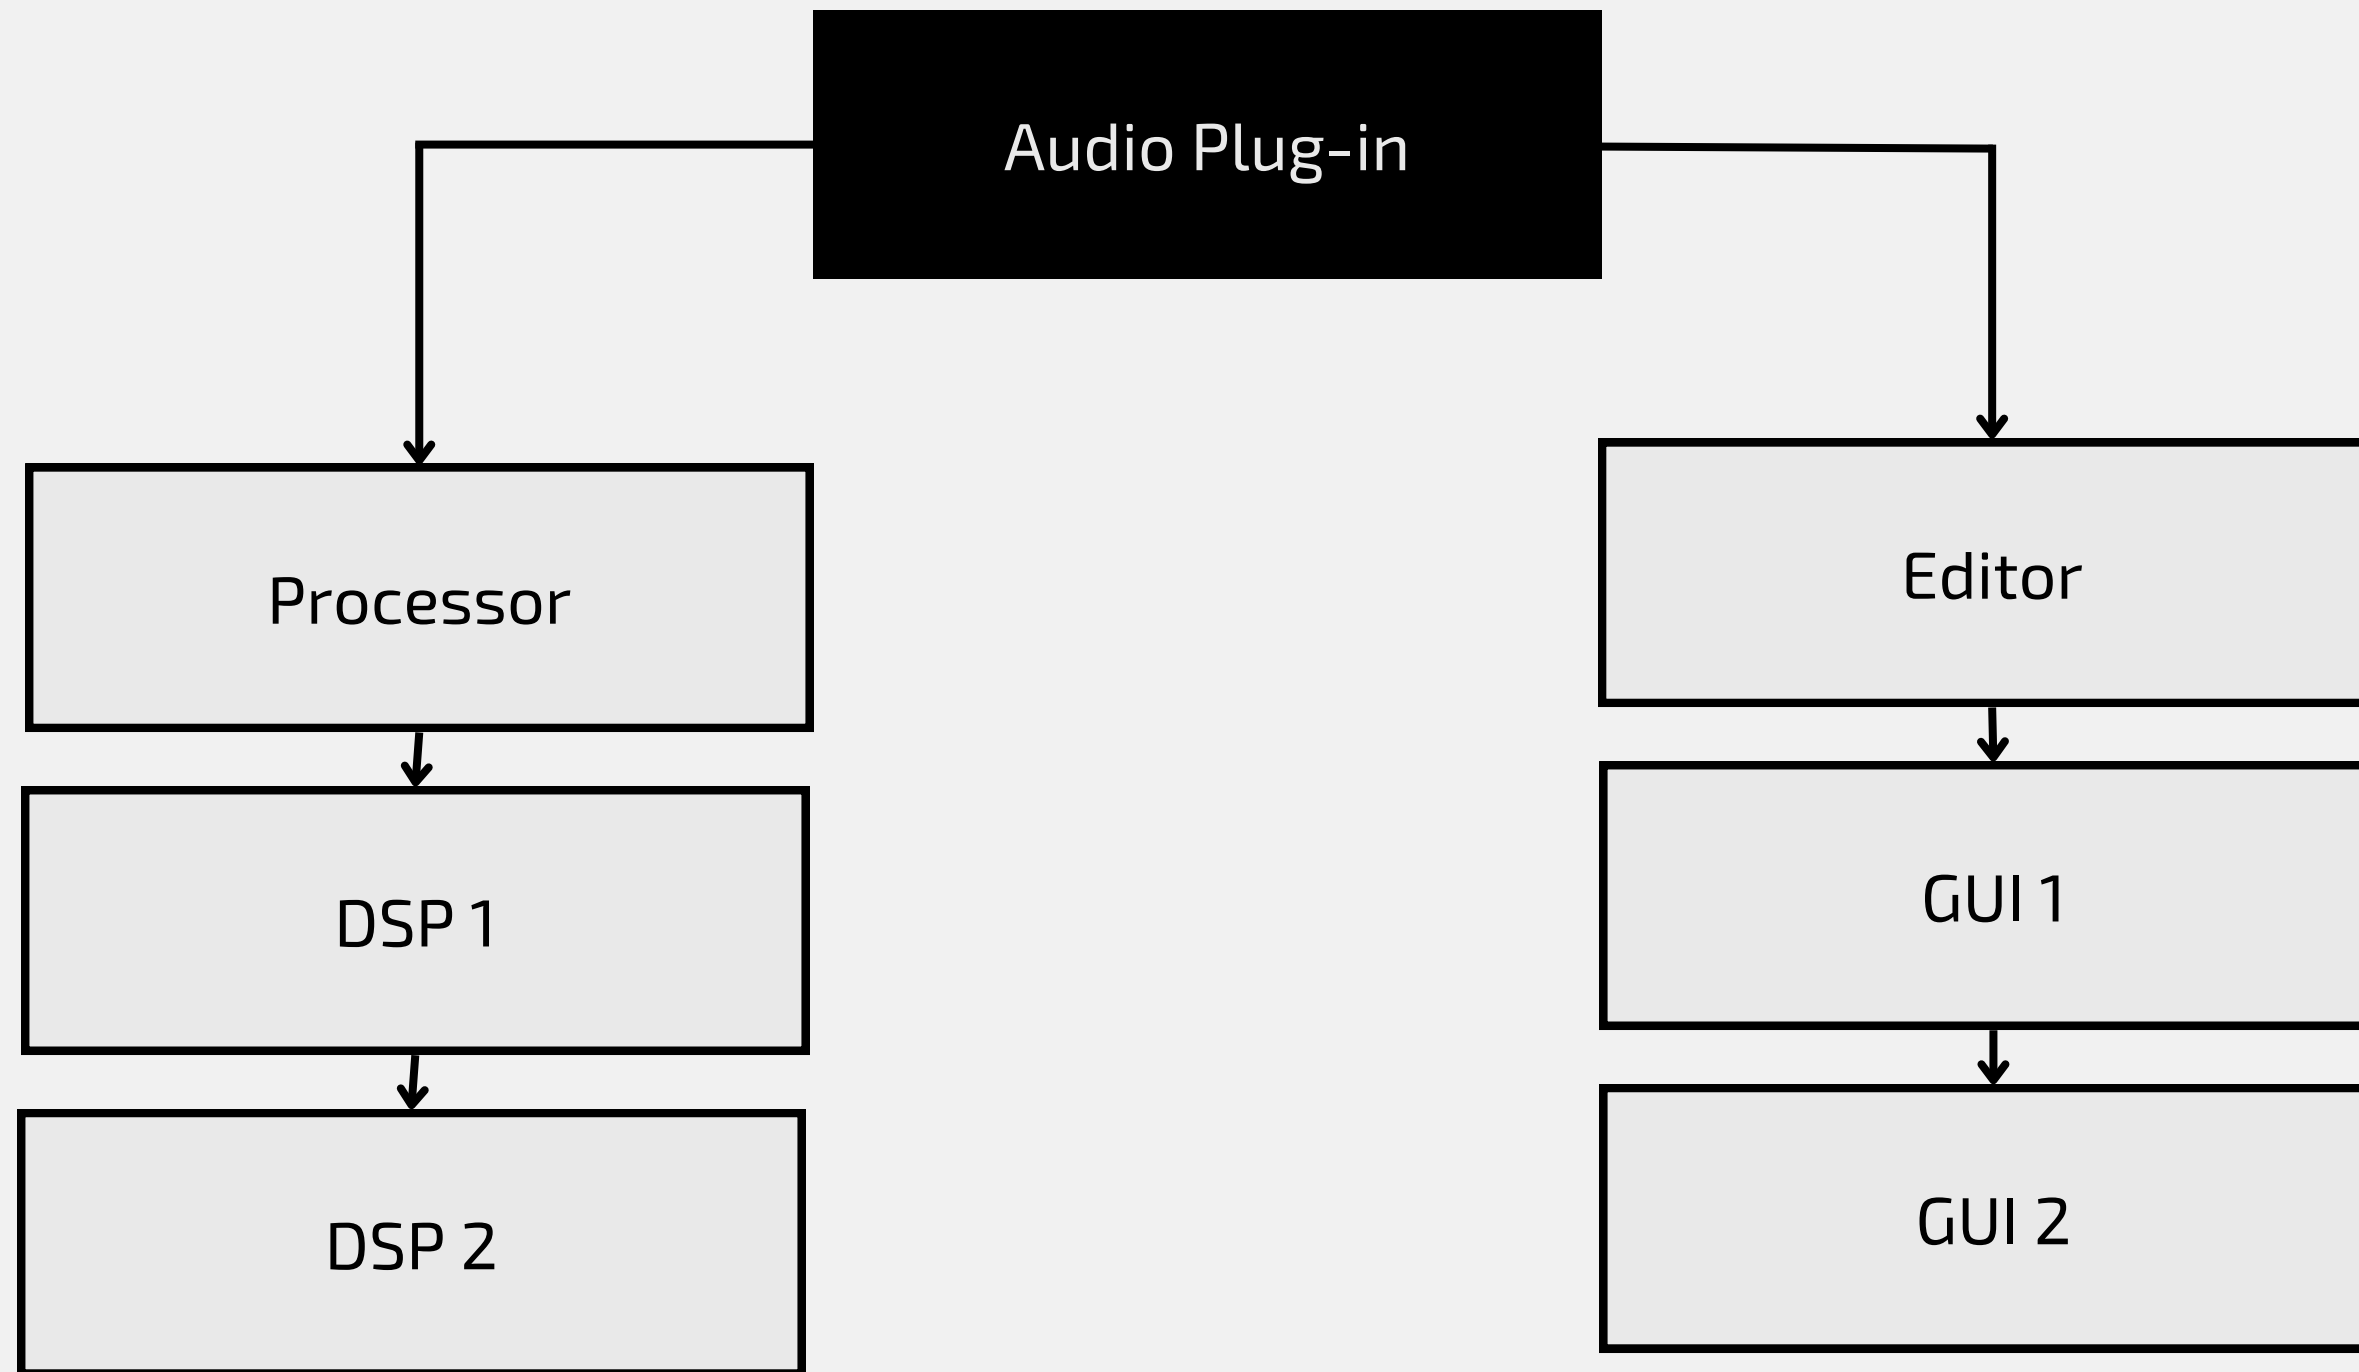 Audio Plug-in
Processor
Editor
DSP 1
GUI 1
DSP 2
GUI 2